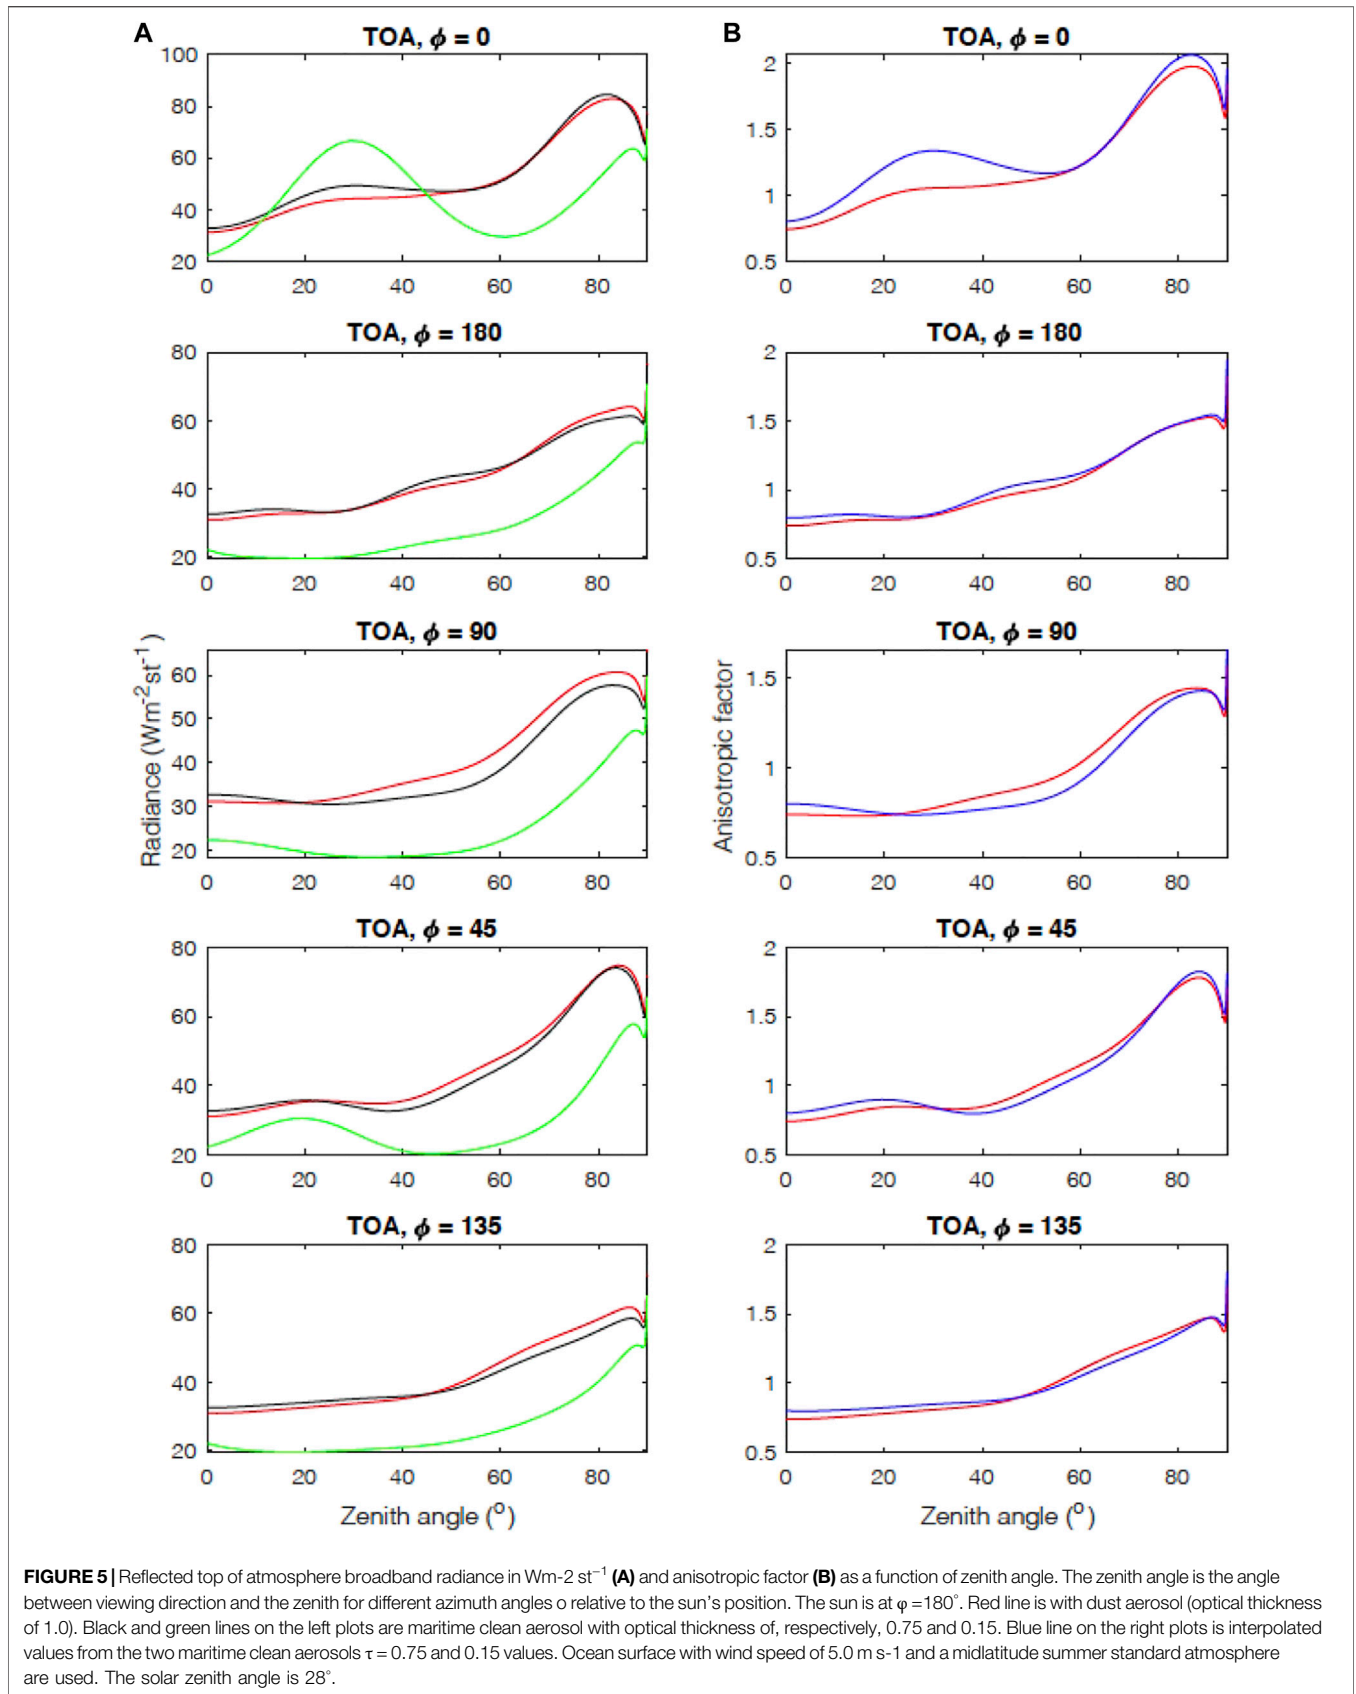 A
TOA, ϕ = 0
100
80
60
40
20
0 20 40 60 80
B
TOA, ϕ = 0
2
1.5
1
0.5
0 20 40 60 80
TOA, ϕ = 180
80
60
40
20
0 20 40 60 80
TOA, ϕ = 180
2
1.5
1
0.5
0 20 40 60 80
TOA, ϕ = 90
Radiance (Wm-2st-1)
60
50
40
30
20
0 20 40 60 80
TOA, ϕ = 90
Anisotropic factor
1.5
1
0.5
0 20 40 60 80
TOA, ϕ = 45
80
60
40
20
0 20 40 60 80
TOA, ϕ = 45
2
1.5
1
0.5
0 20 40 60 80
TOA, ϕ = 135
80
60
40
20
0 20 40 60 80
Zenith angle (o)
TOA, ϕ = 135
2
1.5
1
0.5
0 20 40 60 80
Zenith angle (o)
FIGURE 5 | Reflected top of atmosphere broadband radiance in Wm-2 st−1 (A) and anisotropic factor (B) as a function of zenith angle. The zenith angle is the angle
between viewing direction and the zenith for different azimuth angles o relative to the sun's position. The sun is at φ =180°. Red line is with dust aerosol (optical thickness
of 1.0). Black and green lines on the left plots are maritime clean aerosol with optical thickness of, respectively, 0.75 and 0.15. Blue line on the right plots is interpolated
values from the two maritime clean aerosols τ = 0.75 and 0.15 values. Ocean surface with wind speed of 5.0 m s-1 and a midlatitude summer standard atmosphere
are used. The solar zenith angle is 28°.